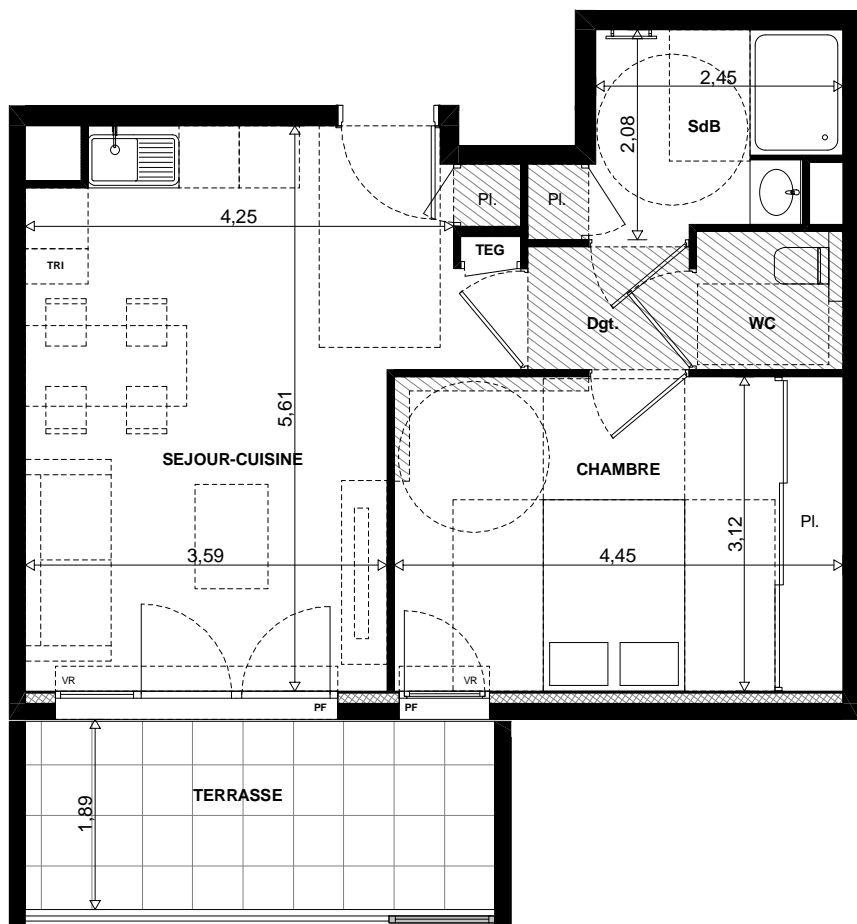 2,45
SdB
2,08
Pl.
Pl.
4,25
TEG
TRI
Dgt.
WC
5,61
SEJOUR-CUISINE
CHAMBRE
Pl.
3,12
3,59
4,45
VR
VR
PF
PF
TERRASSE
1,89